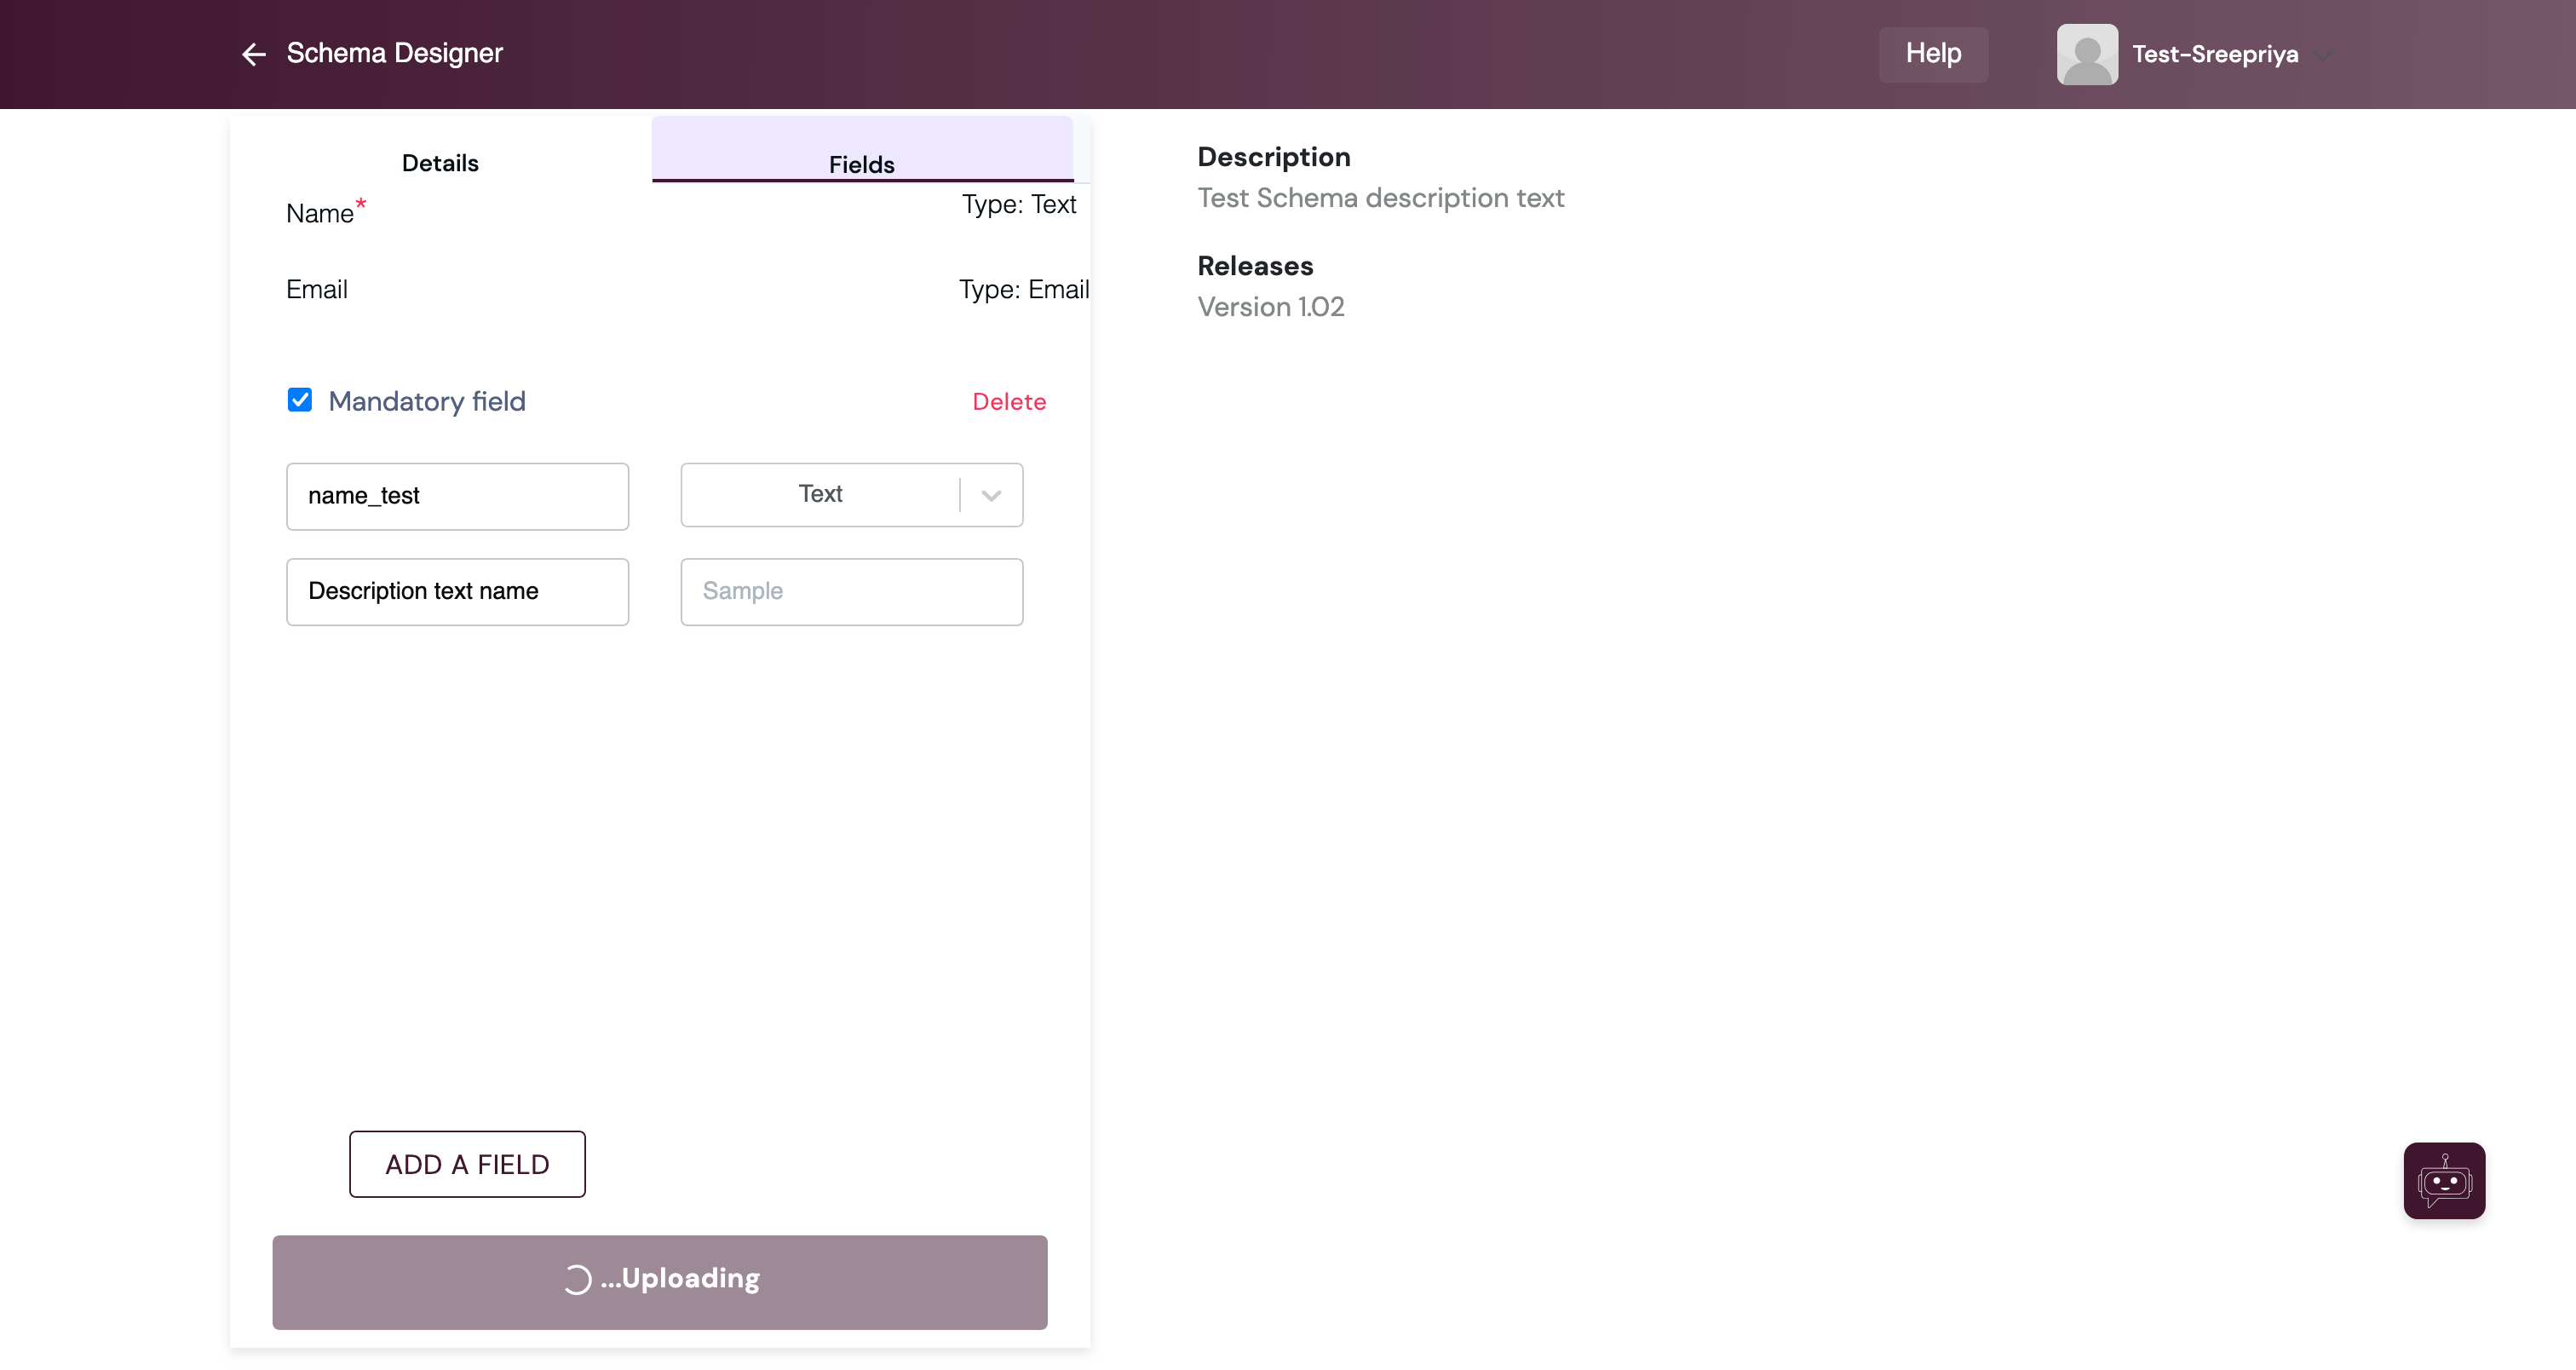 Schema Designer
Help
Test-Sreepriya
Details
Fields
Name*
Type: Text
Email
Type: Email
Mandatory field
Delete
name_test
Text
Description text name
Sample
ADD A FIELD
...Uploading
Description
Test Schema description text
Releases
Version 1.02